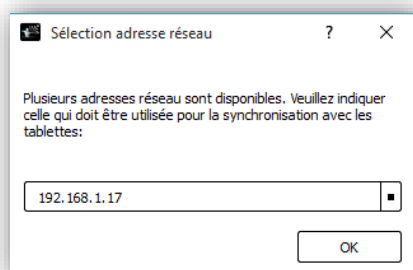 Sélection adresse réseau
Plusieurs adresses réseau sont disponibles. Veuillez indiquer
celle qui doit être utilisée pour la synchronisation avec les
tablettes:
192.168.1.17
OK